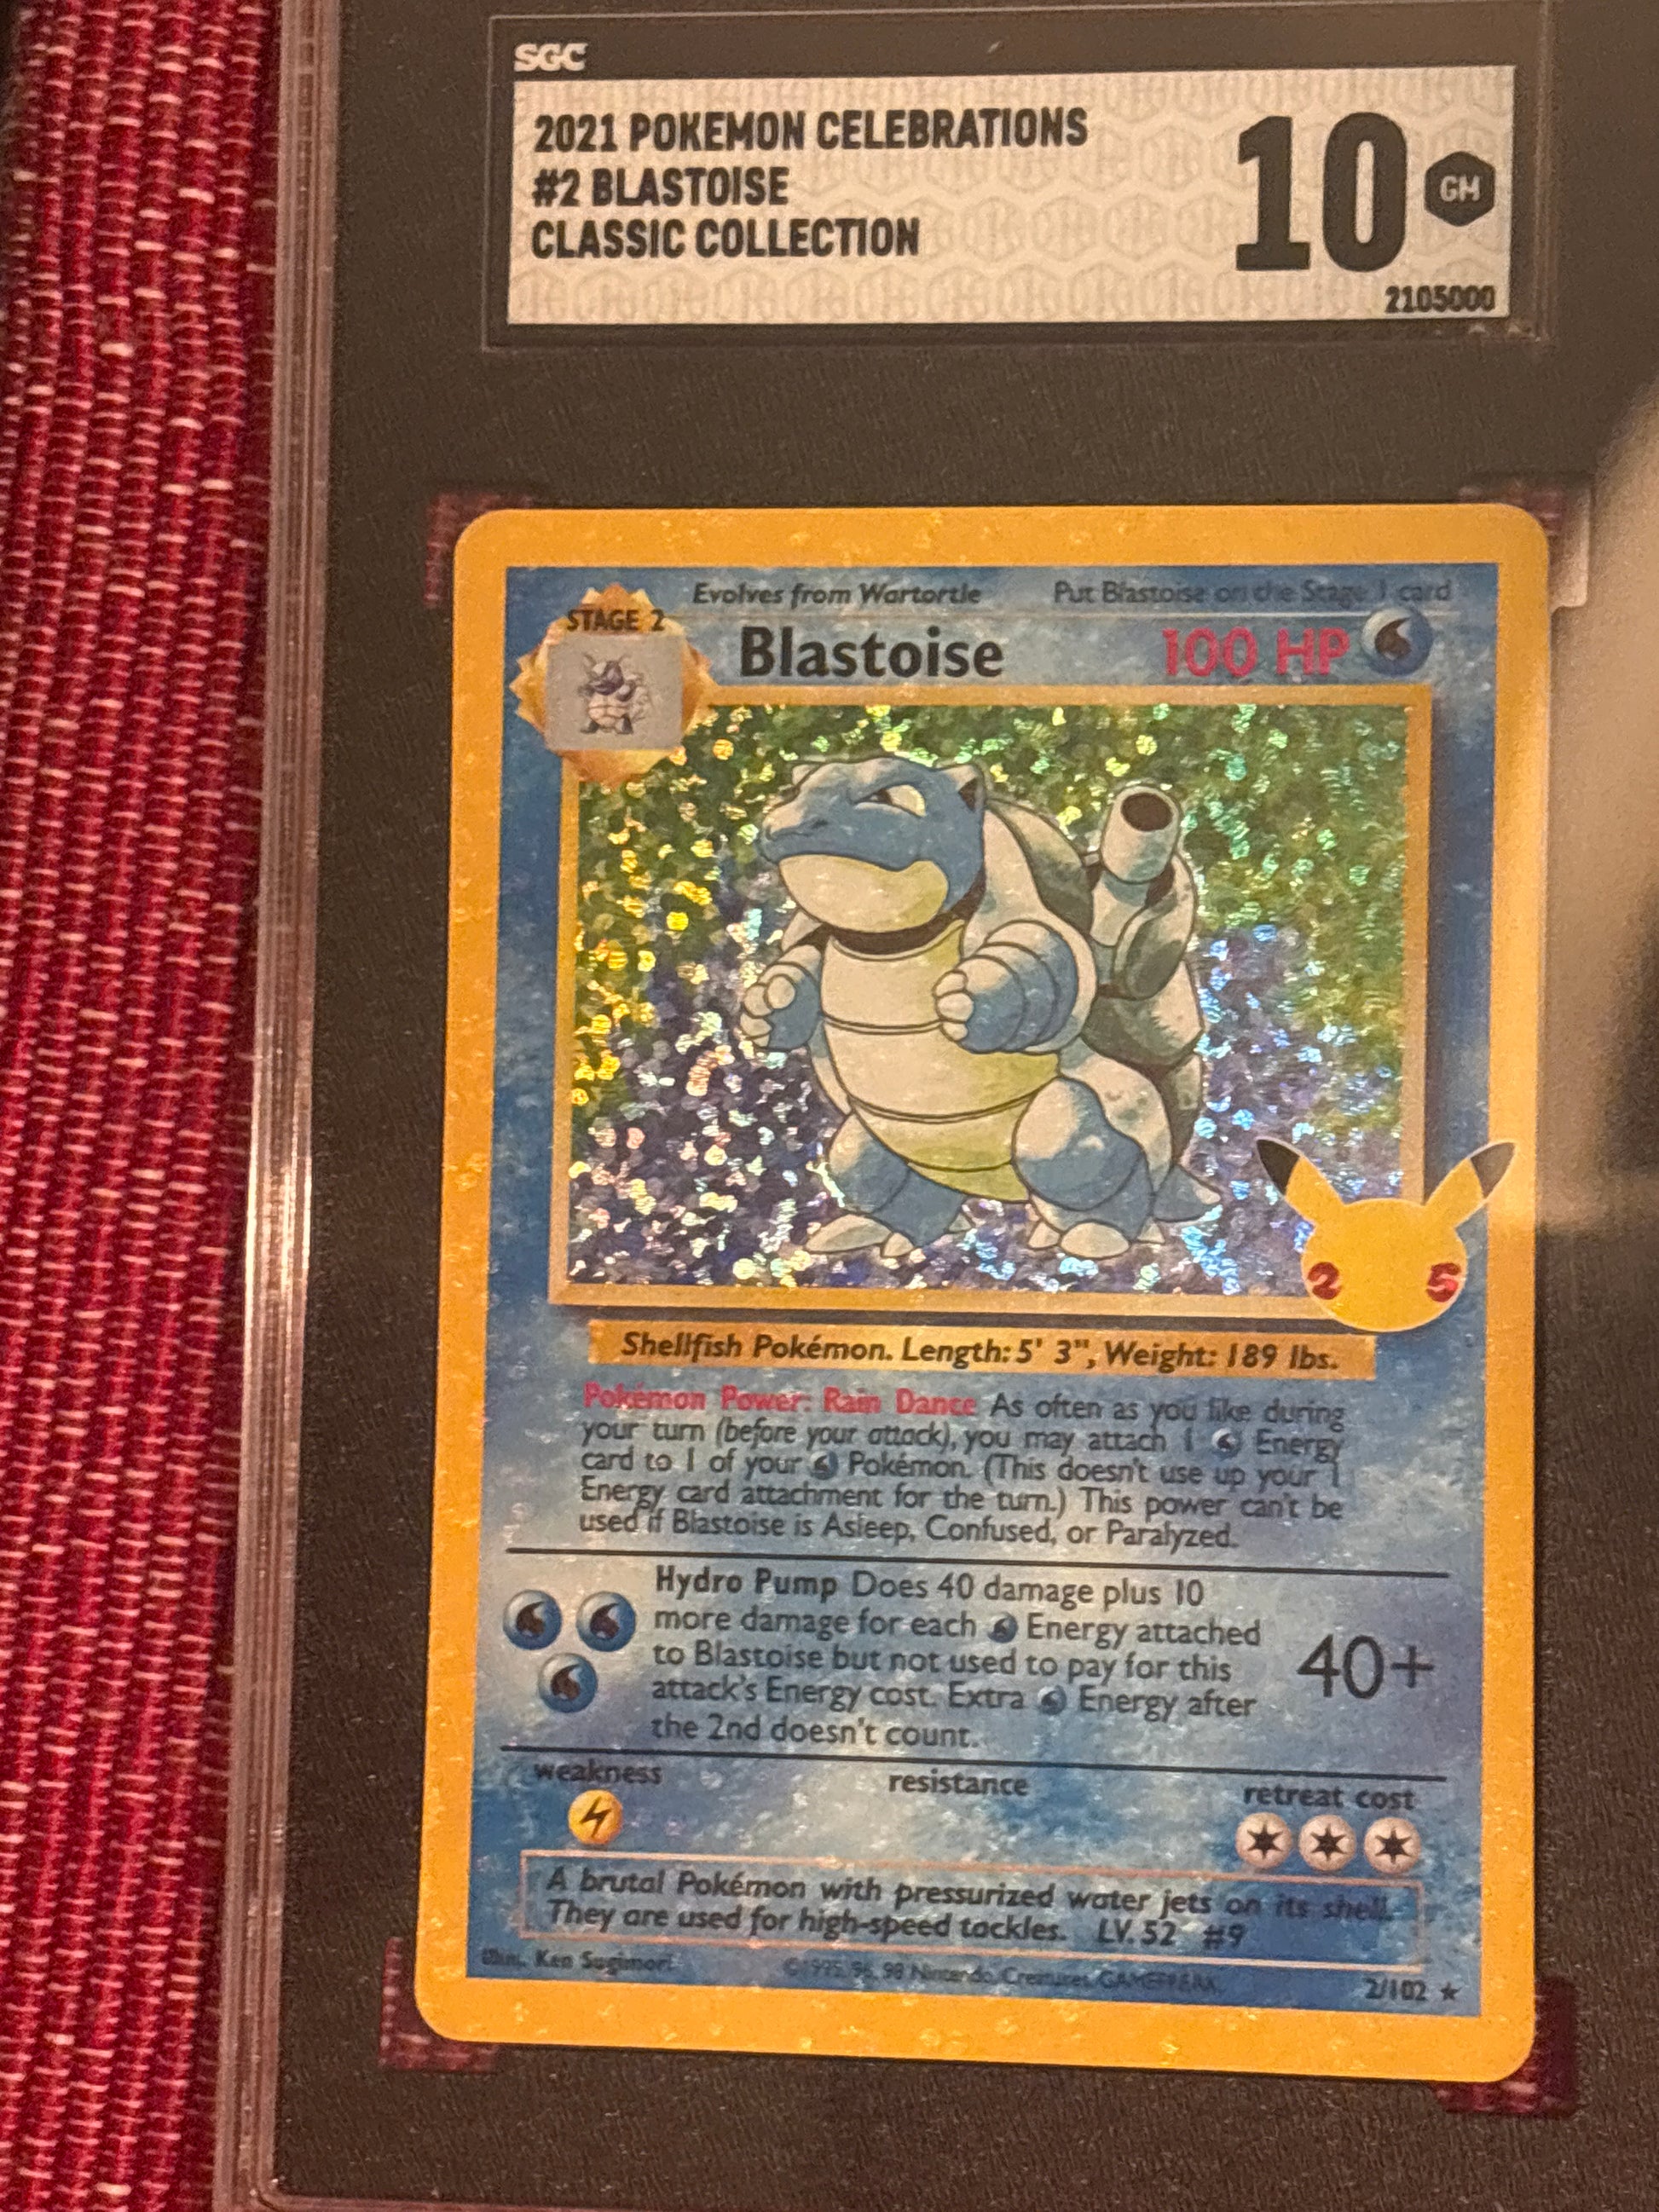 SGC
2021 POKEMON CELEBRATIONS
#2 BLASTOISE
CLASSIC COLLECTION
10
GM
2105000
Evolves from Wartortle
Put Blastoise on the Stage 1 card
STAGE 2
Blastoise
100 HP
25
Shellfish Pokémon. Length: 5' 3", Weight: 189 lbs.
Pokémon Power: Rain Dance As often as you like during
your turn (before your attack), you may attach 1 Energy
card to 1 of your Pokémon. (This doesn't use up your 1
Energy card attachment for the turn.) This power can't be
used if Blastoise is Asleep, Confused, or Paralyzed.
Hydro Pump Does 40 damage plus 10
more damage for each Energy attached
to Blastoise but not used to pay for this
attack's Energy cost. Extra Energy after
the 2nd doesn't count.
40+
weakness
resistance
retreat cost
A brutal Pokémon with pressurized water jets on its shell.
They are used for high-speed tackles. LV. 52 #9
Illus. Ken Sugimori
©1995, 96, 98 Nintendo, Creatures, GAMEFREAK.
2/102 ★